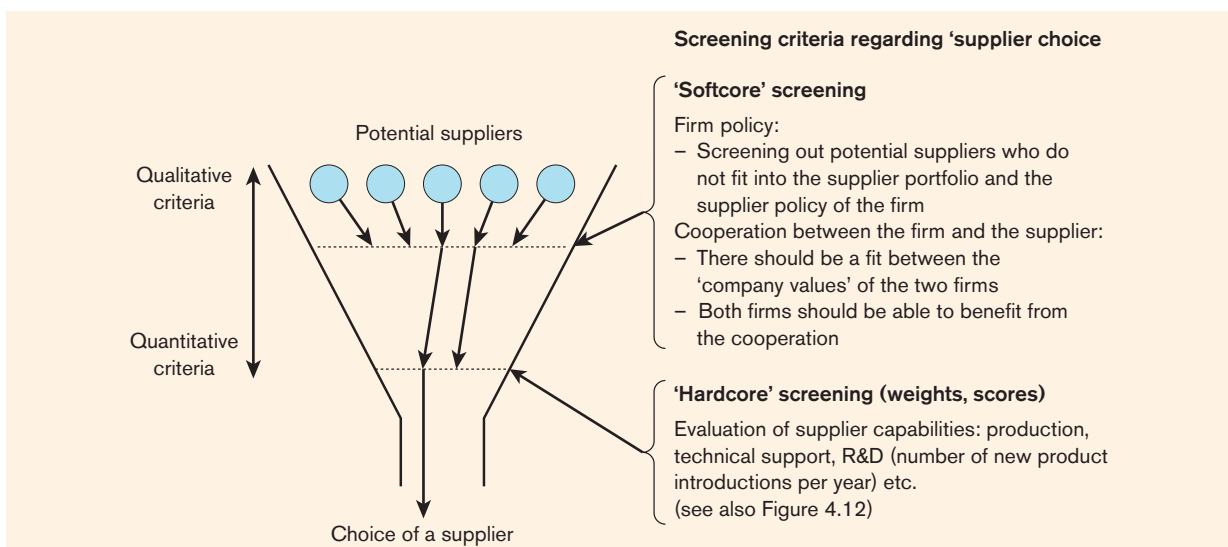 Screening criteria regarding ‘supplier choice
‘Softcore’ screening
Firm policy:
– Screening out potential suppliers who do
not fit into the supplier portfolio and the
supplier policy of the firm
Cooperation between the firm and the supplier:
– There should be a fit between the
‘company values’ of the two firms
– Both firms should be able to benefit from
the cooperation
‘Hardcore’ screening (weights, scores)
Evaluation of supplier capabilities: production,
technical support, R&D (number of new product
introductions per year) etc.
(see also Figure 4.12)
Potential suppliers
Qualitative
criteria
Quantitative
criteria
Choice of a supplier